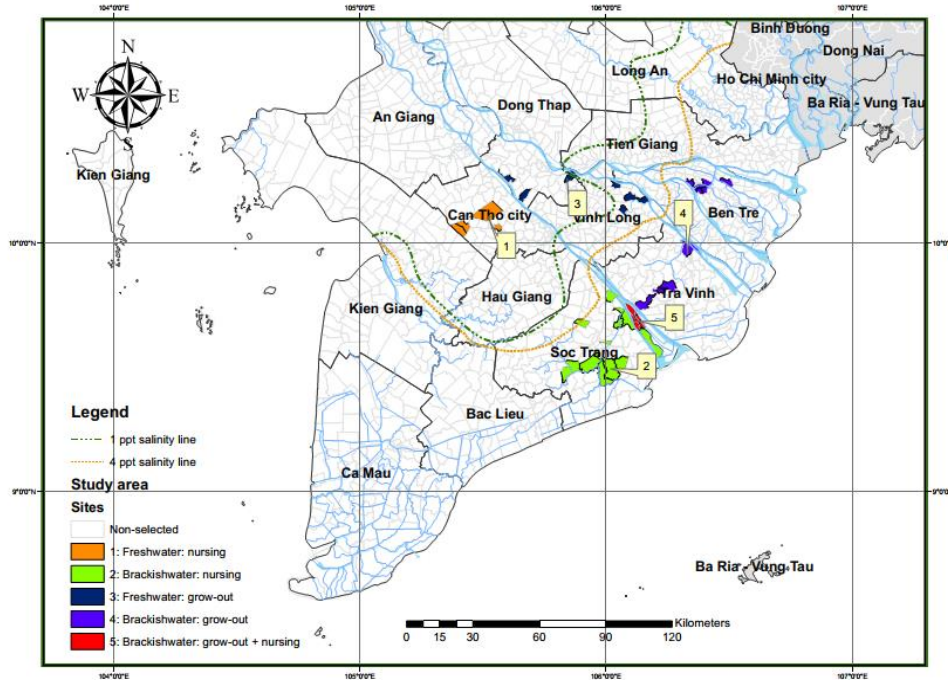 104°0'0"E
105°0'0"E
106°0'0"E
107°0'0"E
N
W
E
S
Binh Duong
Dong Nai
Long An
Ho Chi Minh city
Dong Thap
Ba Ria - Vung Tau
An Giang
Tien Giang
Kien Giang
3
Can Tho city
Vinh Long
4
Ben Tre
10°0'0"N
1
10°0'0"N
Hau Giang
Tra Vinh
Kien Giang
5
Soc Trang
2
Bac Lieu
Legend
1 ppt salinity line
4 ppt salinity line
Ca Mau
Study area
9°0'0"N
Sites
Non-selected
1: Freshwater: nursing
2: Brackishwater: nursing
Ba Ria - Vung Tau
3: Freshwater: grow-out
4: Brackishwater: grow-out
Kilometers
5: Brackishwater: grow-out + nursing
0 15 30 60 90 120
104°0'0"E
105°0'0"E
106°0'0"E
107°0'0"E